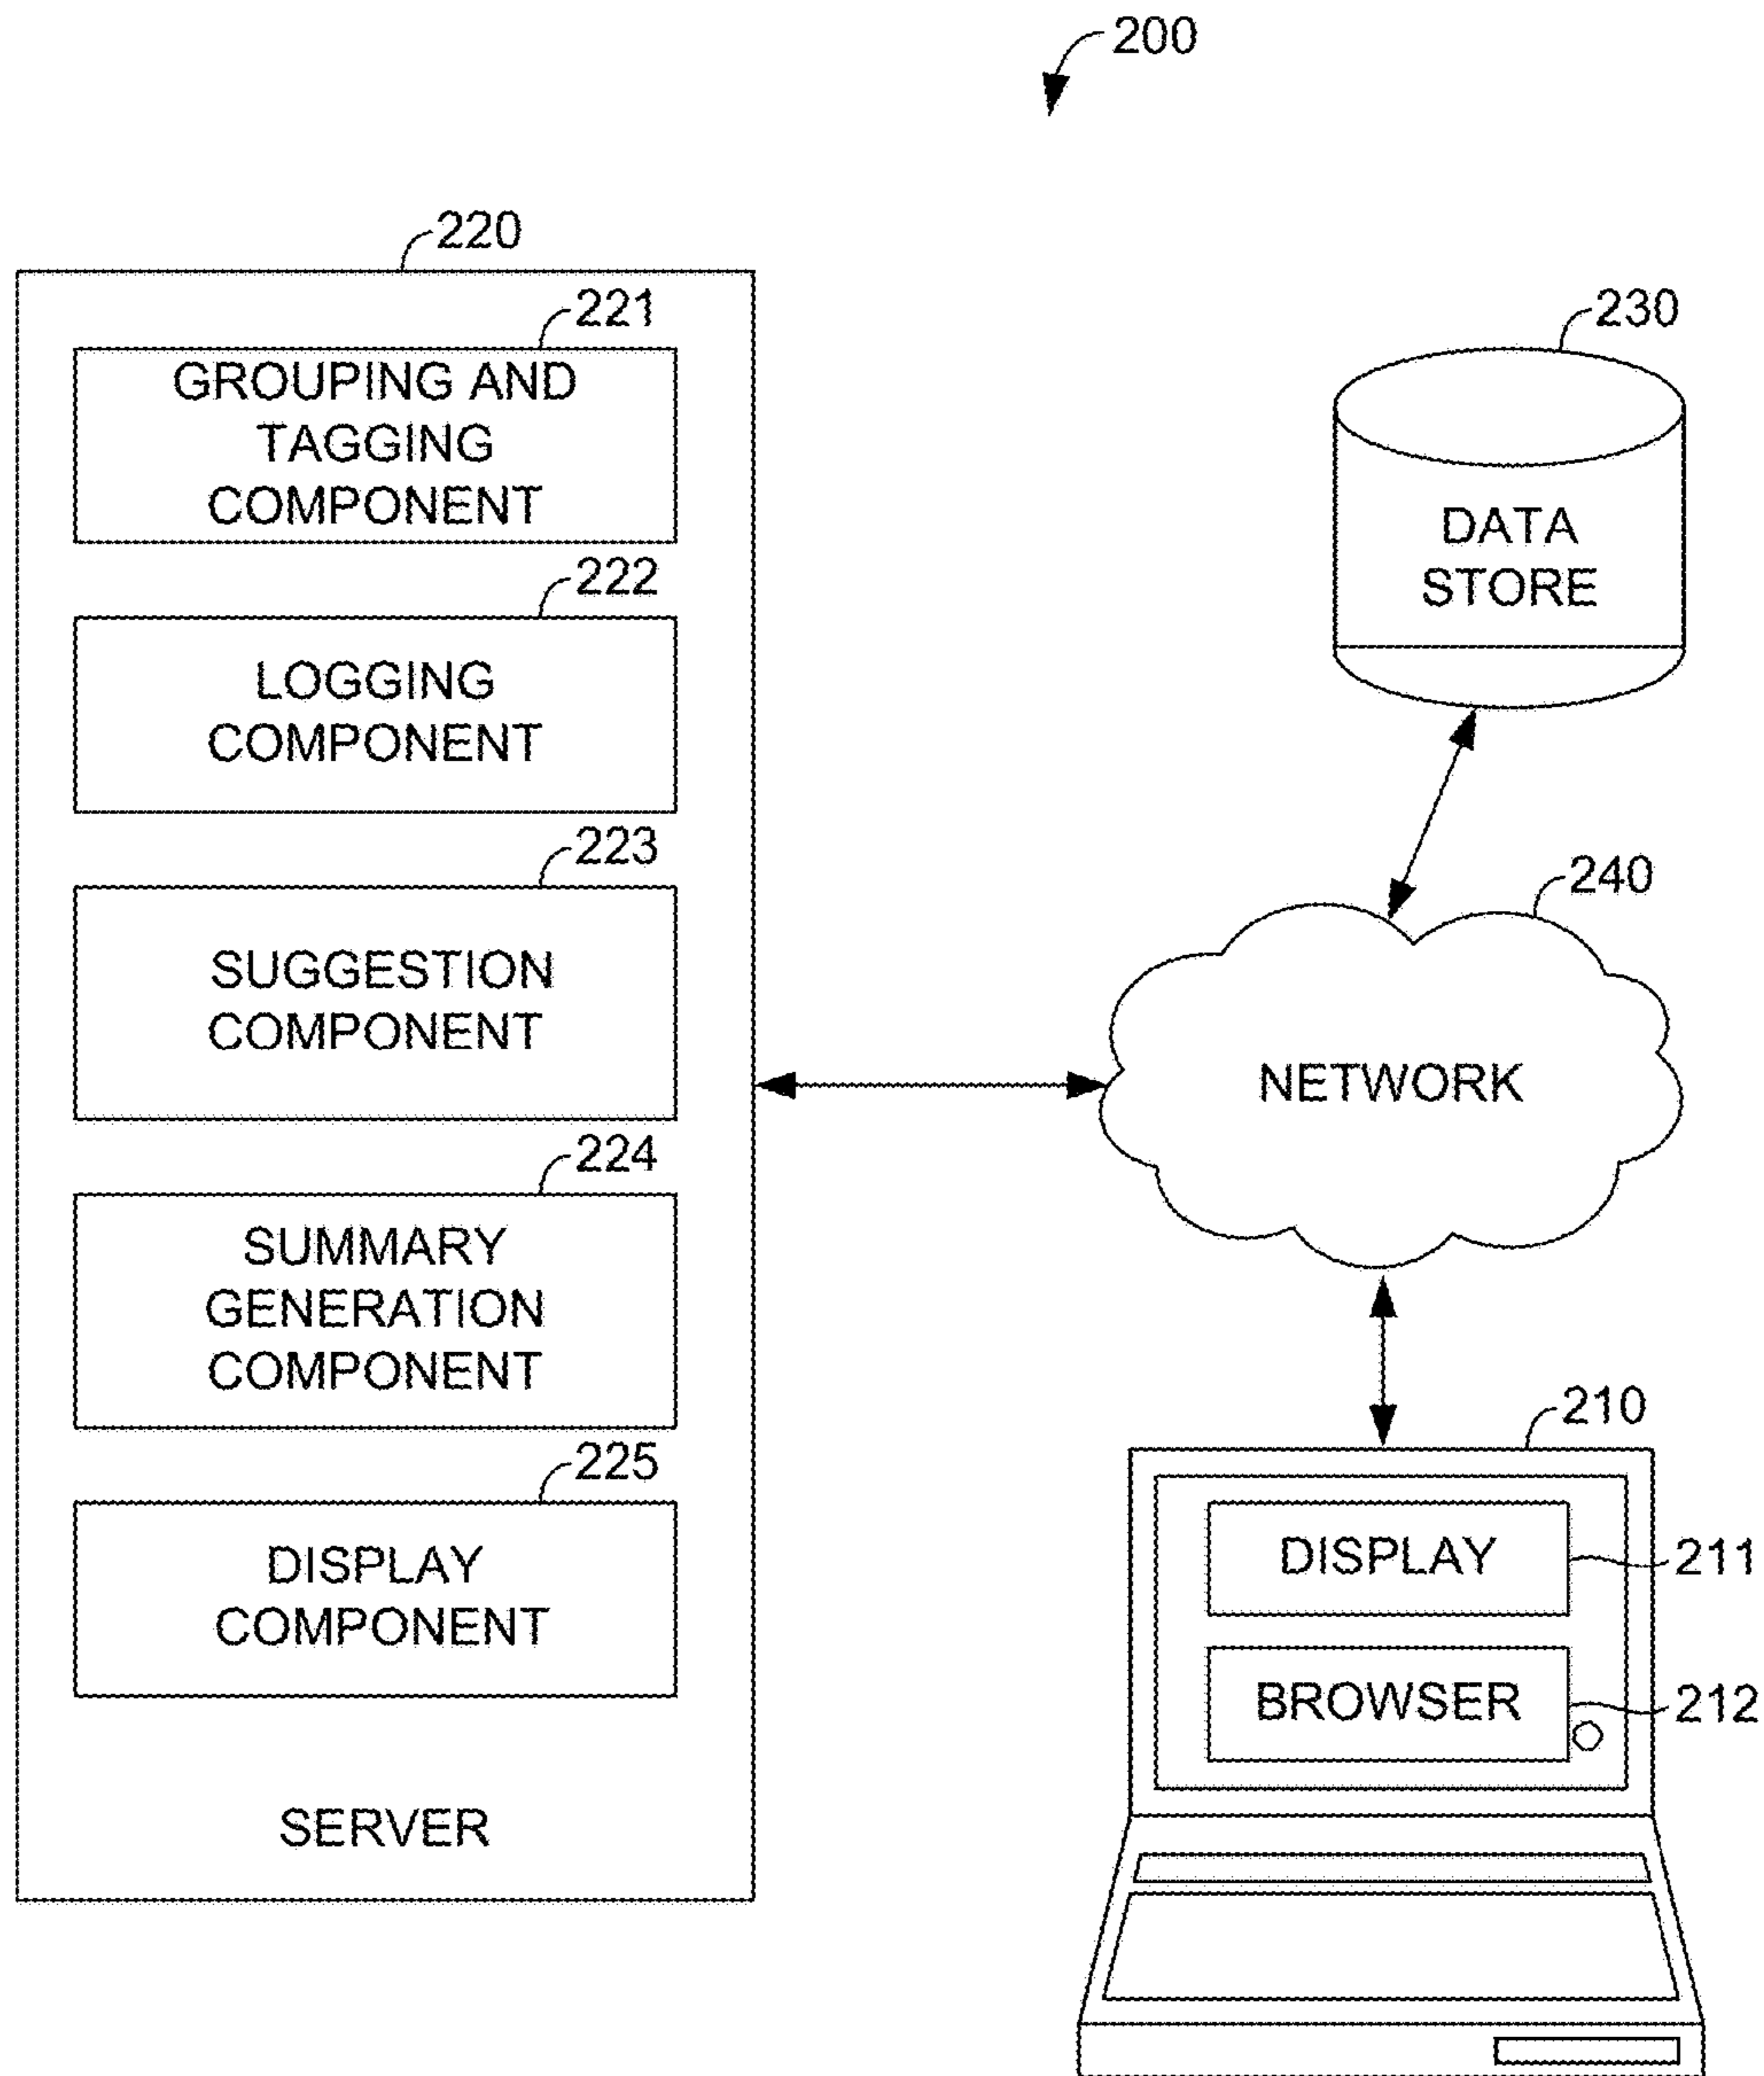 200
220
221
GROUPING AND
TAGGING
COMPONENT
222
LOGGING
COMPONENT
223
SUGGESTION
COMPONENT
224
SUMMARY
GENERATION
COMPONENT
225
DISPLAY
COMPONENT
SERVER
230
DATA
STORE
240
NETWORK
210
DISPLAY
211
BROWSER
212